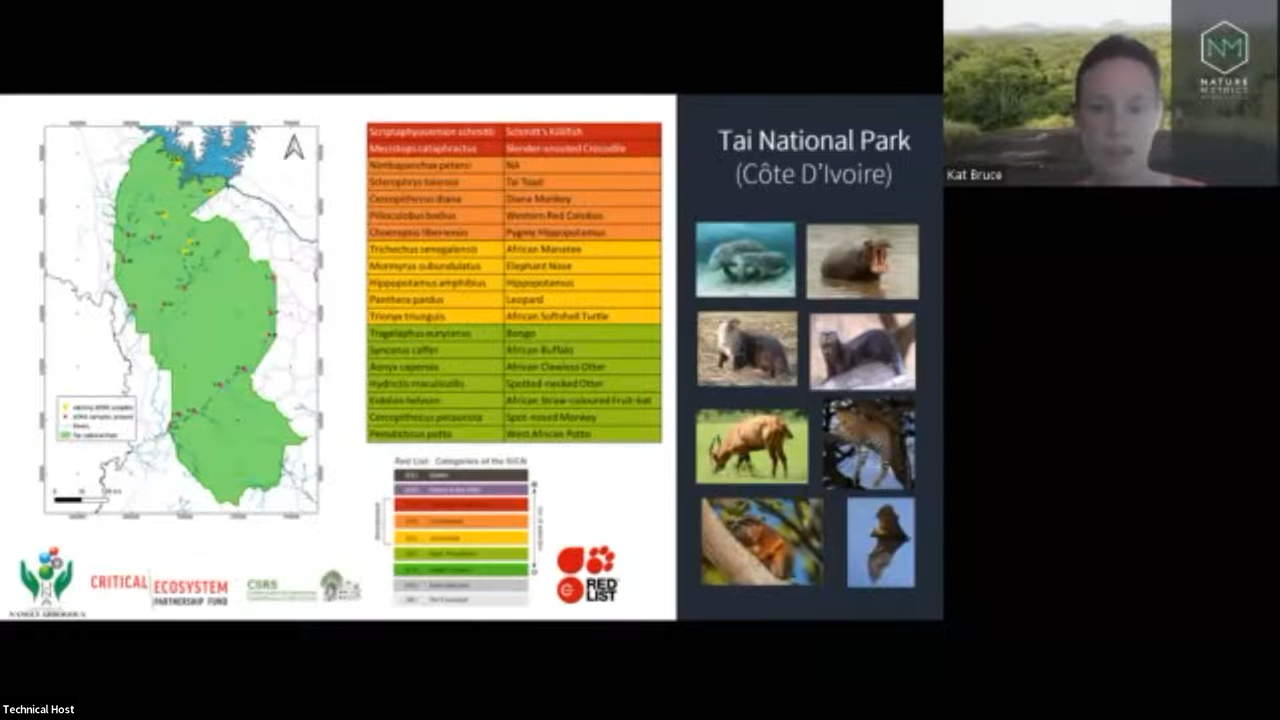 Scriptaphyosemion schmitti Schmitt's Killifish
Mecistops cataphractus Slender-snouted Crocodile
Nimbapanchax petersi NA
Sclerophrys taiensis Tai Toad
Cercopithecus diana Diana Monkey
Piliocolobus badius Western Red Colobus
Choeropsis liberiensis Pygmy Hippopotamus
Trichechus senegalensis African Manatee
Mormyrus subundulatus Elephant Nose
Hippopotamus amphibius Hippopotamus
Panthera pardus Leopard
Trionyx triunguis African Softshell Turtle
Tragelaphus eurycerus Bongo
Syncerus caffer African Buffalo
Aonyx capensis African Clawless Otter
Hydrictis maculicollis Spotted-necked Otter
Eidolon helvum African Straw-coloured Fruit-bat
Cercopithecus petaurista Spot-nosed Monkey
Perodicticus potto West African Potto
Red List Categories of the IUCN
CRITICAL ECOSYSTEM
PARTNERSHIP FUND
CSRS
RED
LIST
Tai National Park
(Côte D'Ivoire)
NM
NATURE
METRICS
Kat Bruce
Technical Host